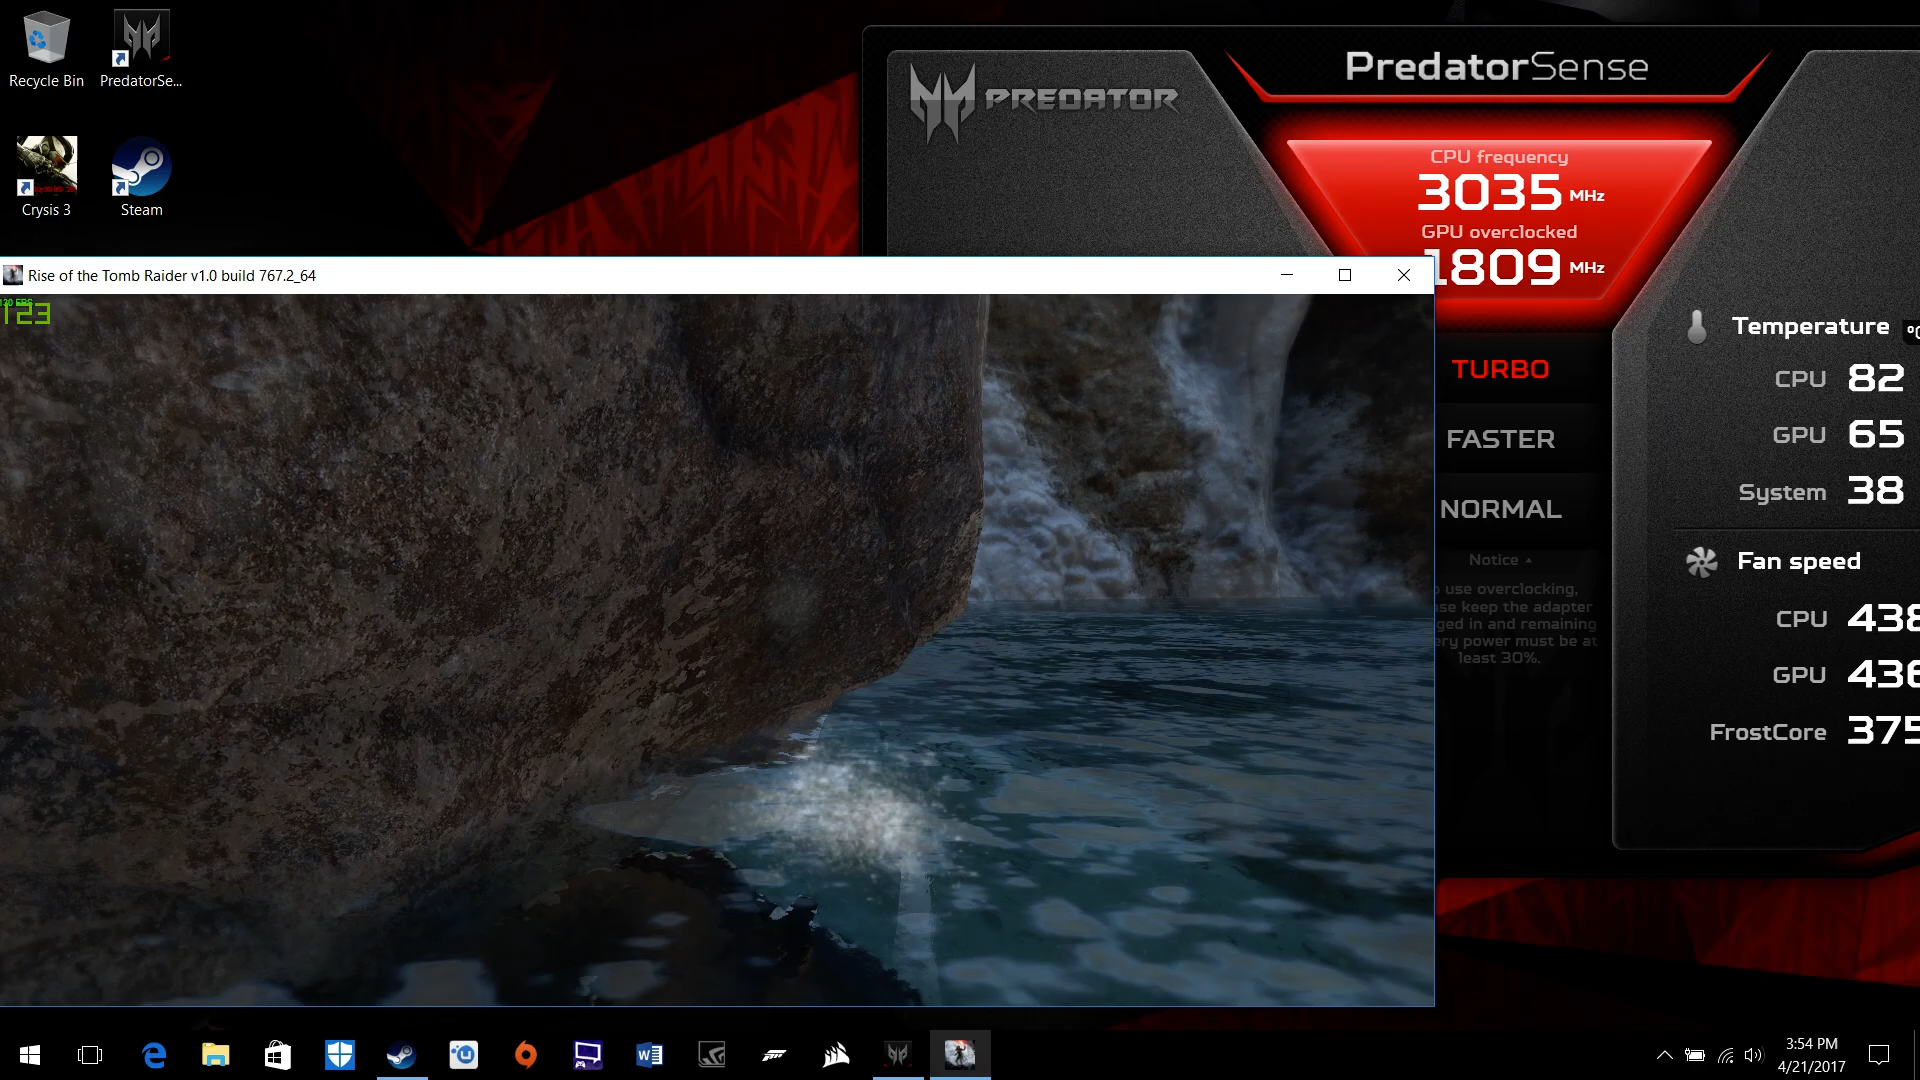 Recycle Bin
PredatorSe...
Crysis 3
Steam
PREDATOR
PredatorSense
CPU frequency
3035 MHz
GPU overclocked
1809 MHz
Rise of the Tomb Raider v1.0 build 767.2_64
123
TURBO
FASTER
NORMAL
Notice
use overclocking,
keep the adapter
in and remaining
power must be at
least 30%.
Temperature
CPU 82
GPU 65
System 38
Fan speed
CPU 438
GPU 436
FrostCore 375
3:54 PM
4/21/2017